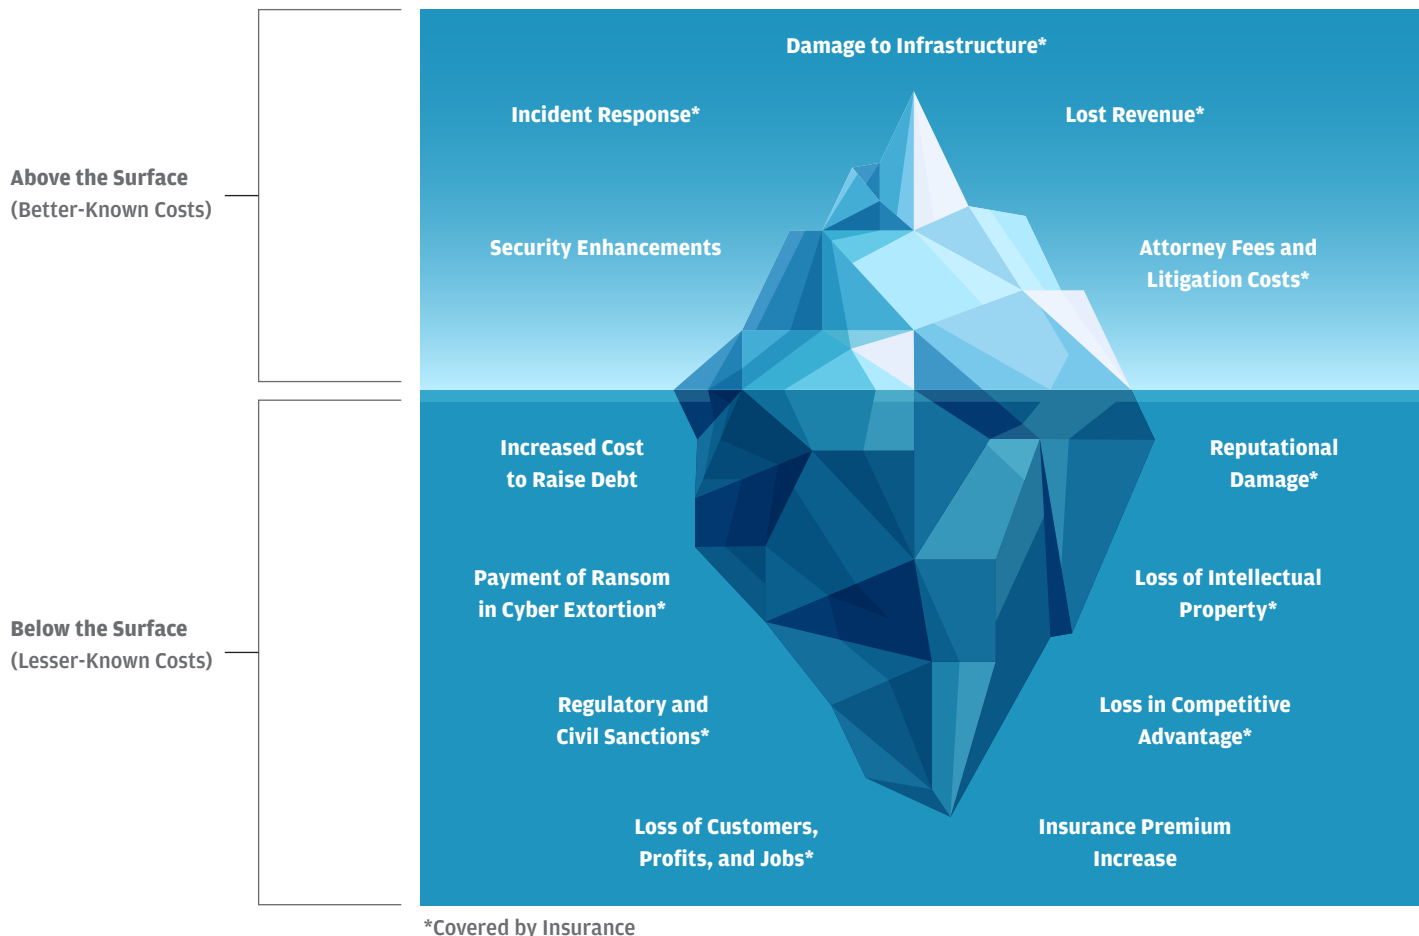 Damage to Infrastructure*
Incident Response*
Lost Revenue*
Above the Surface
(Better-Known Costs)
Security Enhancements
Attorney Fees and
Litigation Costs*
Increased Cost
to Raise Debt
Reputational
Damage*
Payment of Ransom
in Cyber Extortion*
Loss of Intellectual
Property*
Below the Surface
(Lesser-Known Costs)
Regulatory and
Civil Sanctions*
Loss in Competitive
Advantage*
Loss of Customers,
Profits, and Jobs*
Insurance Premium
Increase
*Covered by Insurance